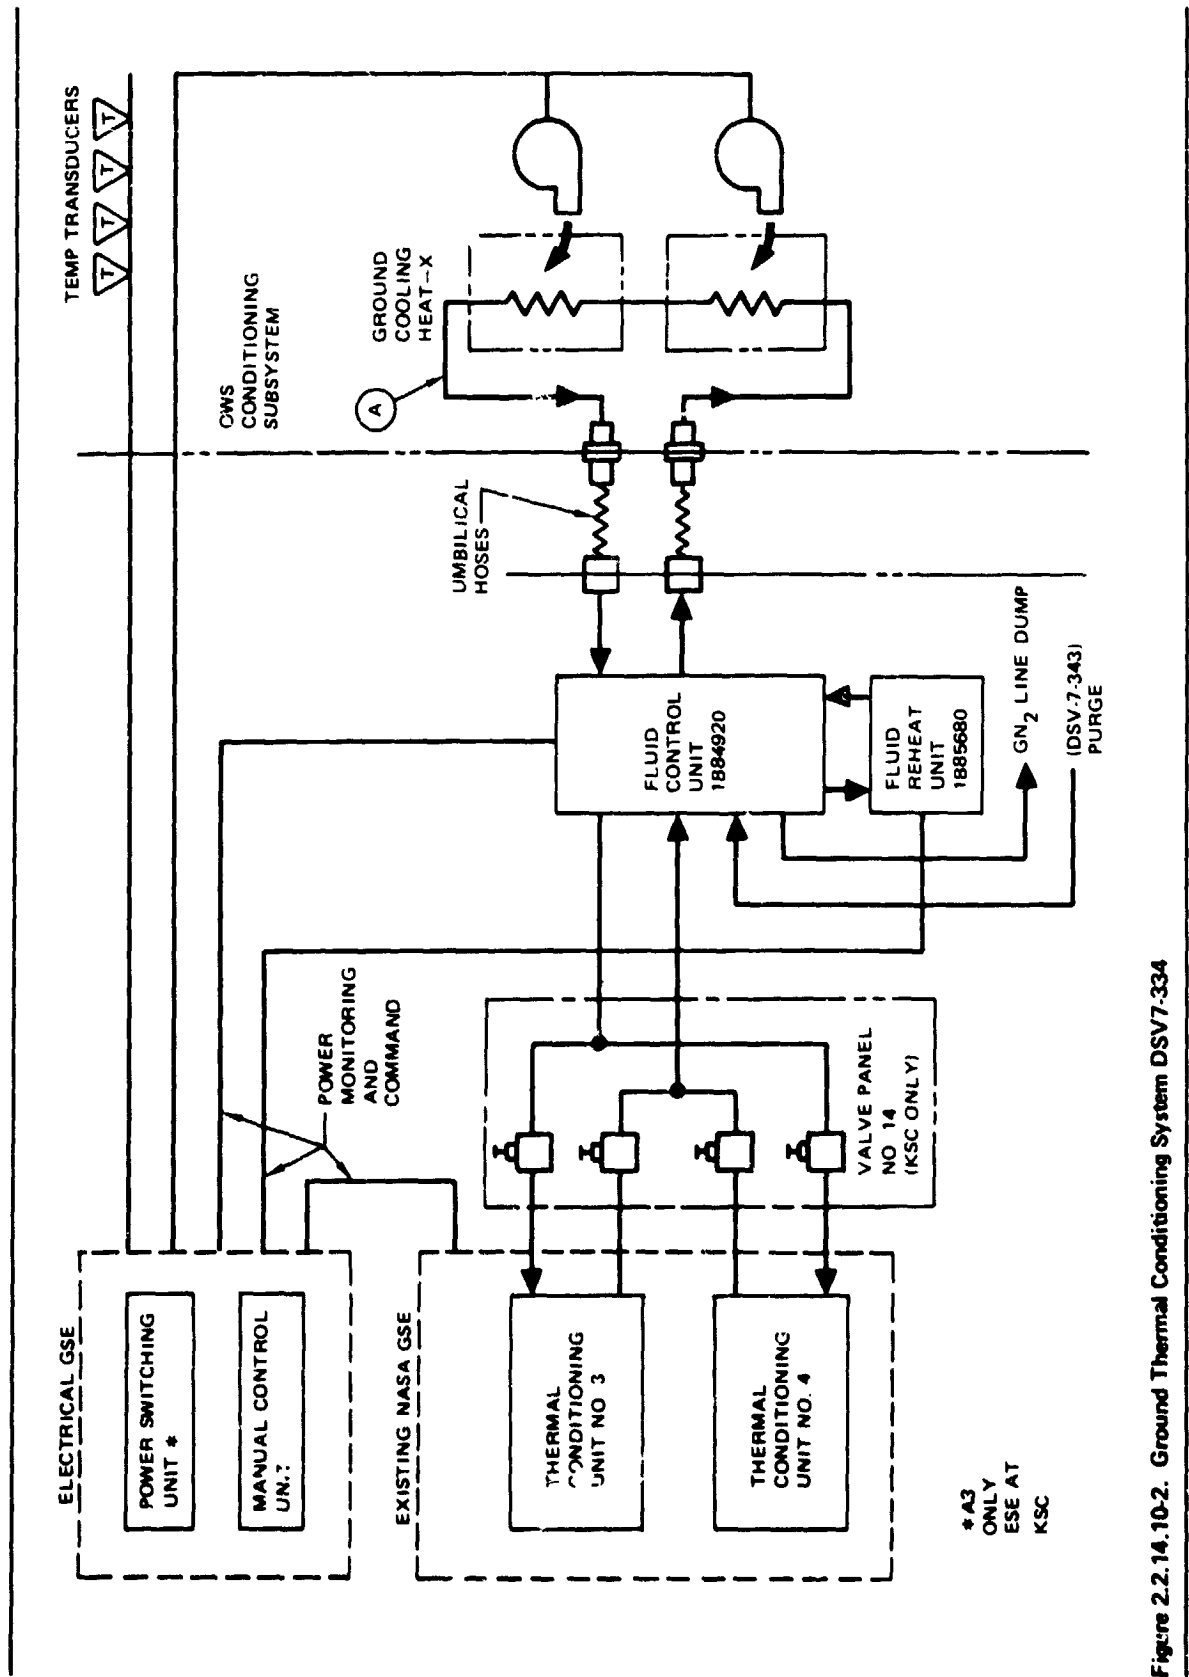 TEMP TRANSDUCERS
T
T
T
T
OWS
CONDITIONING
SUBSYSTEM
GROUND
COOLING
HEAT-X
A
UMBILICAL
HOSES
ELECTRICAL GSE
POWER SWITCHING
UNIT *
MANUAL CONTROL
POWER
MONITORING
AND
COMMAND
FLUID
CONTROL
UNIT
1B84920
FLUID
REHEAT
UNIT
1B85680
GN2 LINE DUMP
(DSV-7-343)
PURGE
EXISTING NASA GSE
THERMAL
CONDITIONING
UNIT NO 3
THERMAL
CONDITIONING
UNIT NO. 4
VALVE PANEL
NO 14
(KSC ONLY)
* A3
ONLY
ESE AT
KSC
Figure 2.2.14.10-2. Ground Thermal Conditioning System DSV7-334